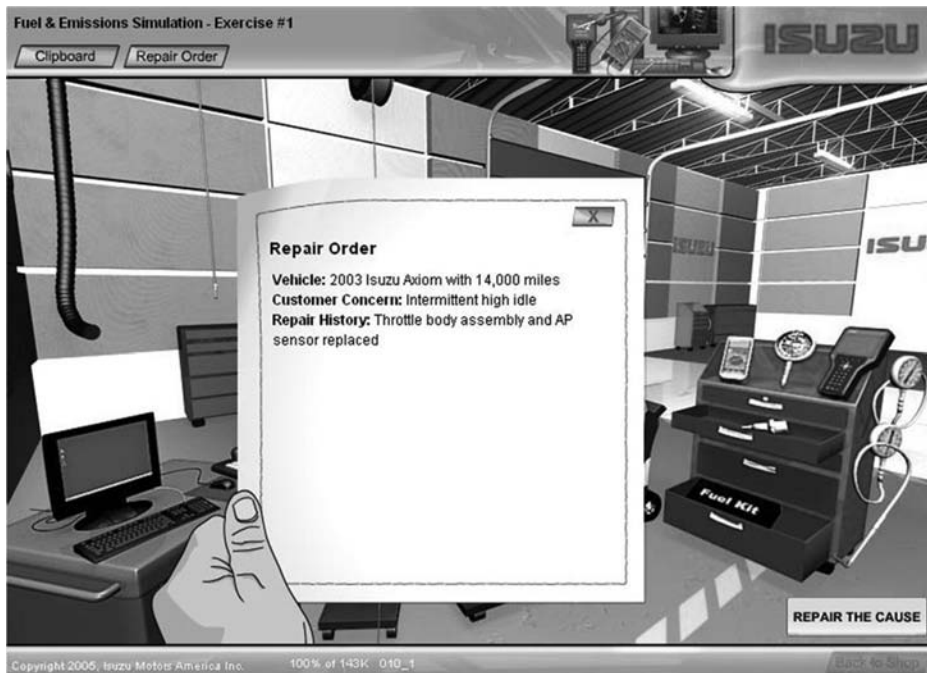 Fuel & Emissions Simulation - Exercise #1
ISUZU
Clipboard
Repair Order
X
Repair Order
Vehicle: 2003 Isuzu Axiom with 14,000 miles
Customer Concern: Intermittent high idle
Repair History: Throttle body assembly and AP
sensor replaced
ISUZU
ISU
Fuel Kit
REPAIR THE CAUSE
Copyright 2005, Isuzu Motors America Inc.
100% of 143K 010_1
Back to Shop